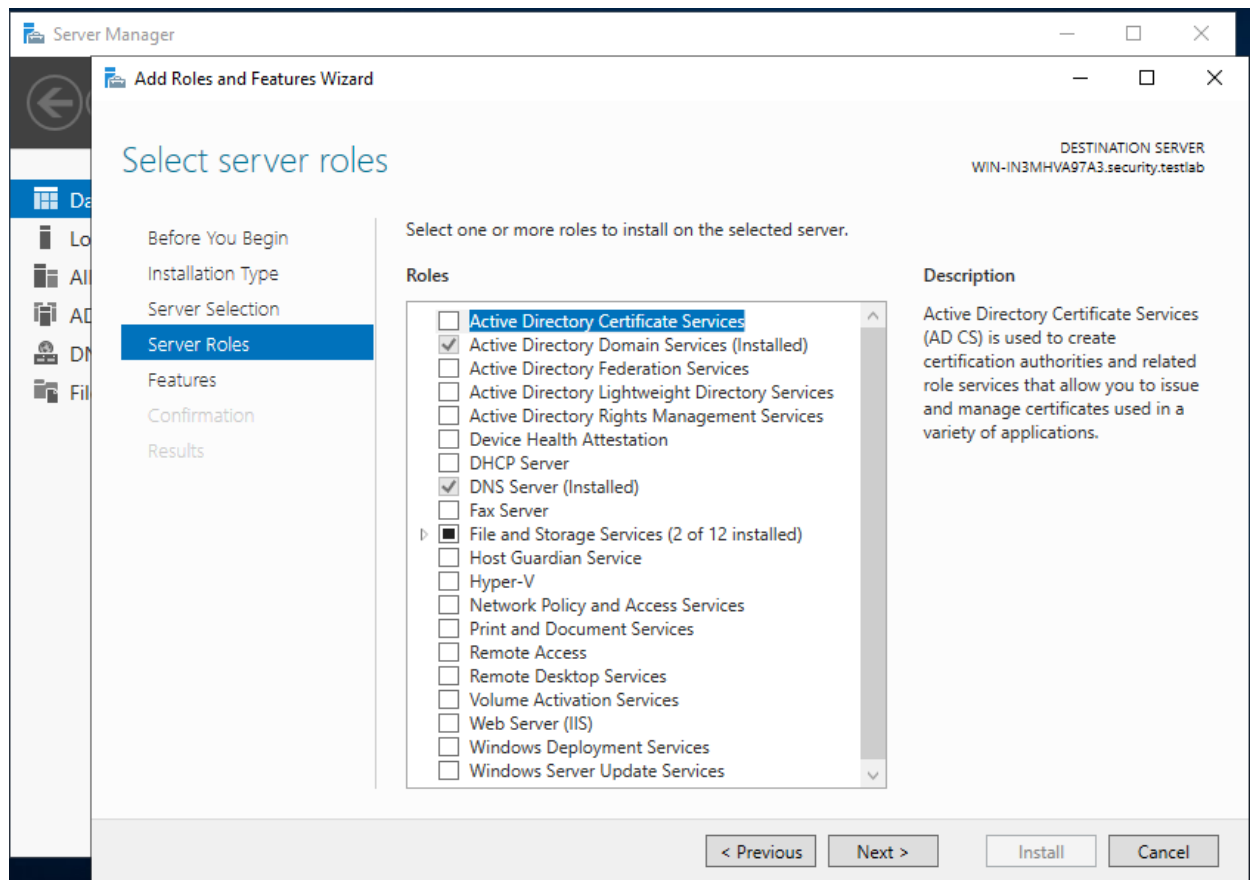 Server Manager
Add Roles and Features Wizard
Select server roles
DESTINATION SERVER
WIN-IN3MHVA97A3.security.testlab
Da
Lo
All
AD
DN
Fil
Before You Begin
Installation Type
Server Selection
Server Roles
Features
Confirmation
Results
Select one or more roles to install on the selected server.
Roles
Active Directory Certificate Services
Active Directory Domain Services (Installed)
Active Directory Federation Services
Active Directory Lightweight Directory Services
Active Directory Rights Management Services
Device Health Attestation
DHCP Server
DNS Server (Installed)
Fax Server
File and Storage Services (2 of 12 installed)
Host Guardian Service
Hyper-V
Network Policy and Access Services
Print and Document Services
Remote Access
Remote Desktop Services
Volume Activation Services
Web Server (IIS)
Windows Deployment Services
Windows Server Update Services
Description
Active Directory Certificate Services
(AD CS) is used to create
certification authorities and related
role services that allow you to issue
and manage certificates used in a
variety of applications.
< Previous
Next >
Install
Cancel